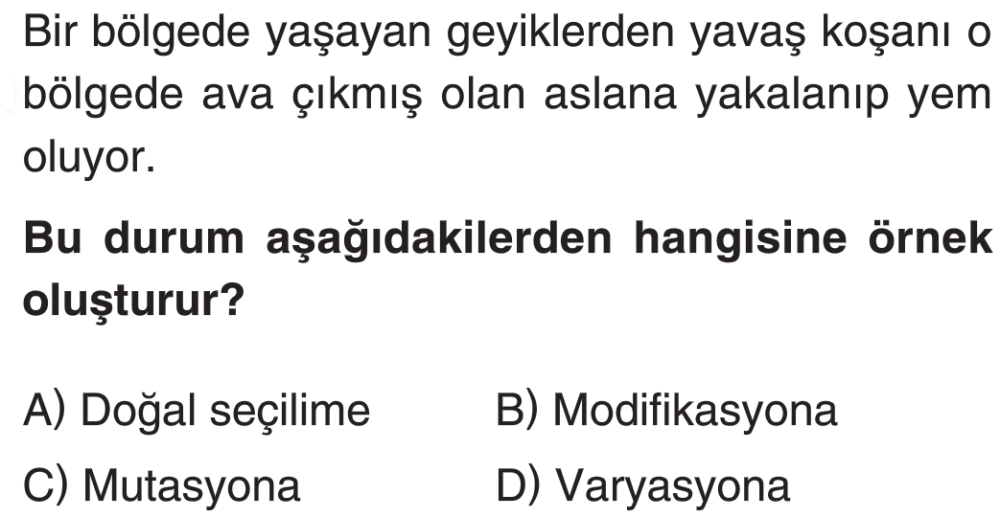 Bir bölgede yaşayan geyiklerden yavaş koşanı o
bölgede ava çıkmış olan aslana yakalanıp yem
oluyor.
Bu durum aşağıdakilerden hangisine örnek
oluşturur?
A) Doğal seçilime B) Modifikasyona
C) Mutasyona D) Varyasyona